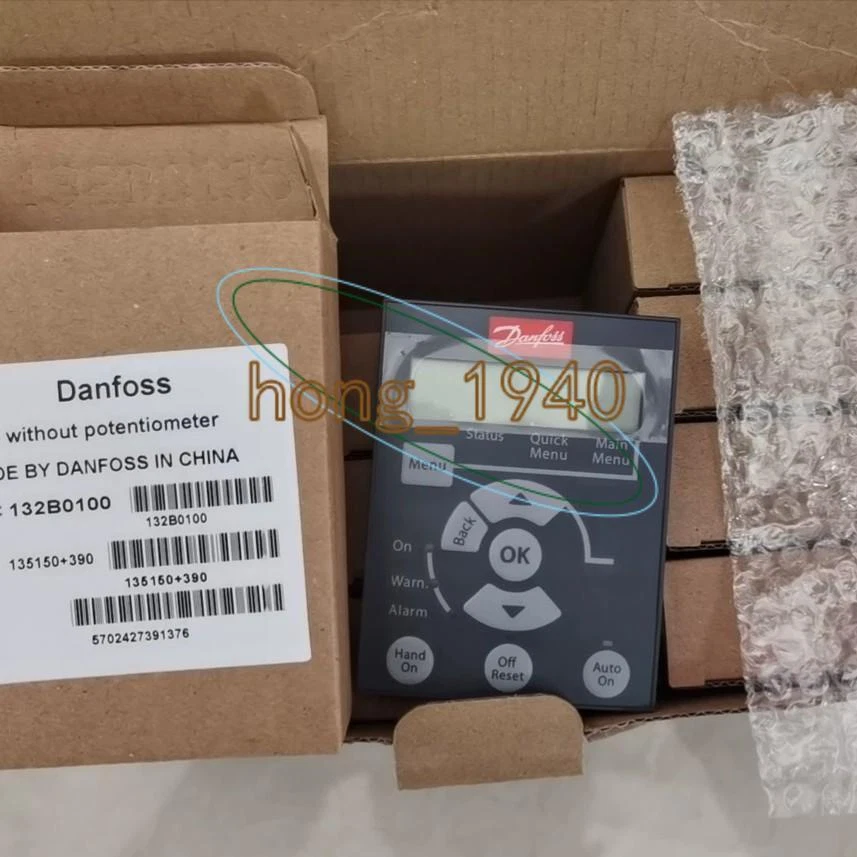 Danfoss
without potentiometer
DE BY DANFOSS IN CHINA
: 132B0100
132B0100
135150+390
135150+390
5702427391376
Danfoss
hong_1940
Status
Quick
Menu
Main
Menu
Menu
Back
OK
On
Warn.
Alarm
Hand
On
Off
Reset
Auto
On